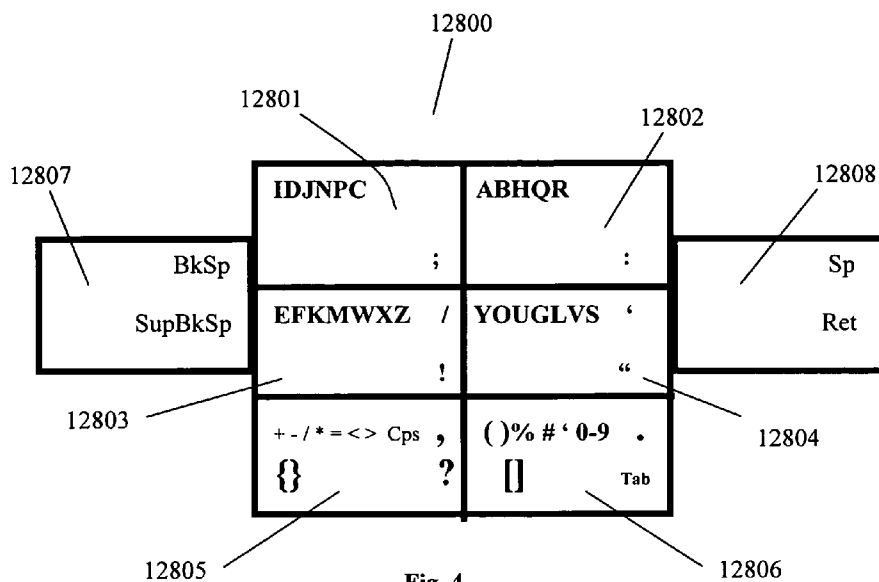 12800
12801
12802
12807
12808
IDJNPC
ABHQR
;
:
BkSp
Sp
SupBkSp
Ret
EFKMWXZ /
YOUGLVS ‘
!
“
12803
12804
+ - / * = < > Cps ,
( )% # ‘ 0-9 .
{} ?
[] Tab
12805
12806
Fig. 4